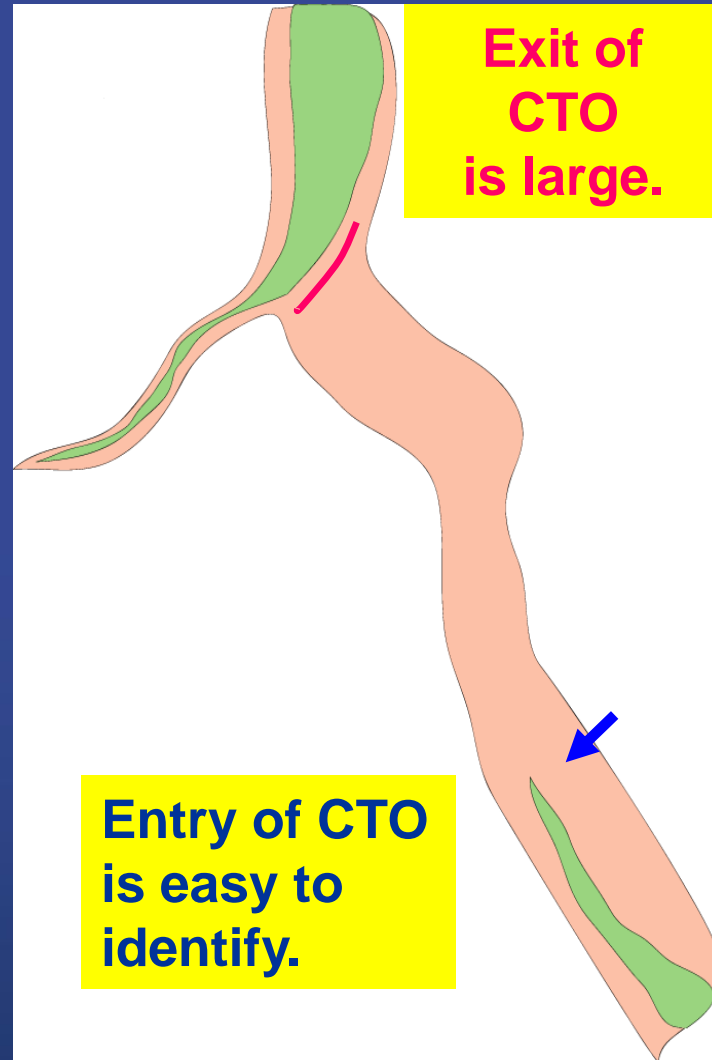 Exit of
CTO
is large.
Entry of CTO
is easy to
identify.